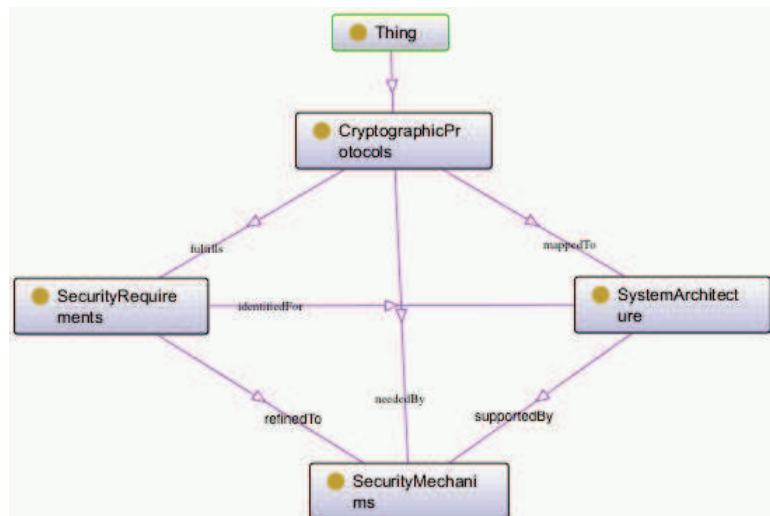 Thing
CryptographicPr
otocols
fulfills
mappedTo
SecurityRequire
ments
identifiedFor
SystemArchitect
ure
refinedTo
neededBy
supportedBy
SecurityMechani
ms